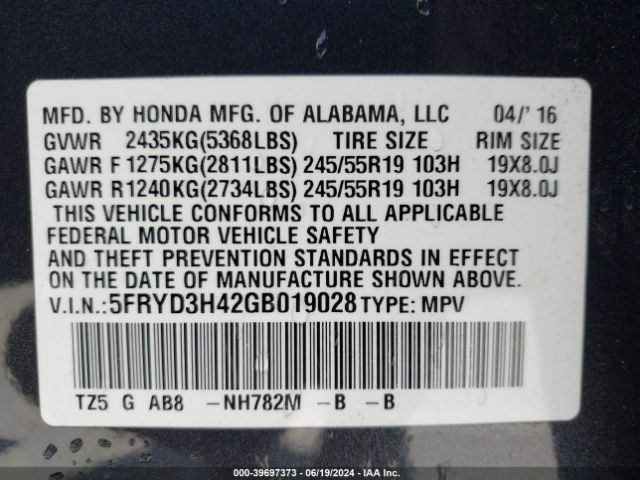 MFD. BY HONDA MFG. OF ALABAMA, LLC 04/' 16
GVWR 2435KG(5368LBS) TIRE SIZE RIM SIZE
GAWR F 1275KG(2811LBS) 245/55R19 103H 19X8.0J
GAWR R1240KG(2734LBS) 245/55R19 103H 19X8.0J
THIS VEHICLE CONFORMS TO ALL APPLICABLE
FEDERAL MOTOR VEHICLE SAFETY
AND THEFT PREVENTION STANDARDS IN EFFECT
ON THE DATE OF MANUFACTURE SHOWN ABOVE.
V.I.N.:5FRYD3H42GB019028 TYPE: MPV
TZ5 G AB8 -NH782M -B -B
000-39697373 - 06/19/2024 - IAA Inc.